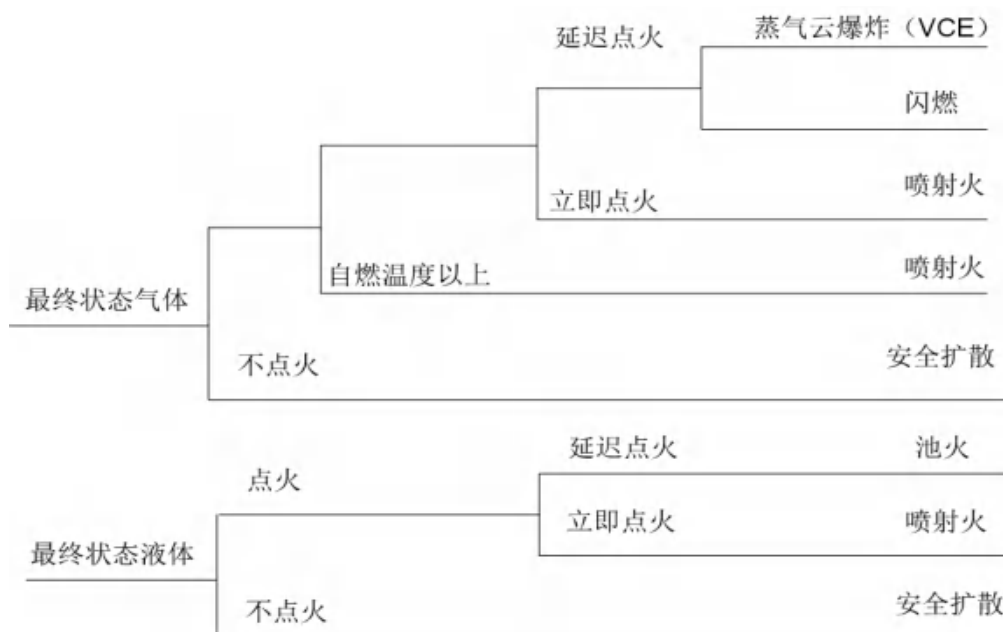 延迟点火
蒸气云爆炸（VCE）
闪燃
立即点火
喷射火
自燃温度以上
喷射火
最终状态气体
不点火
安全扩散
点火
延迟点火
池火
立即点火
喷射火
最终状态液体
不点火
安全扩散